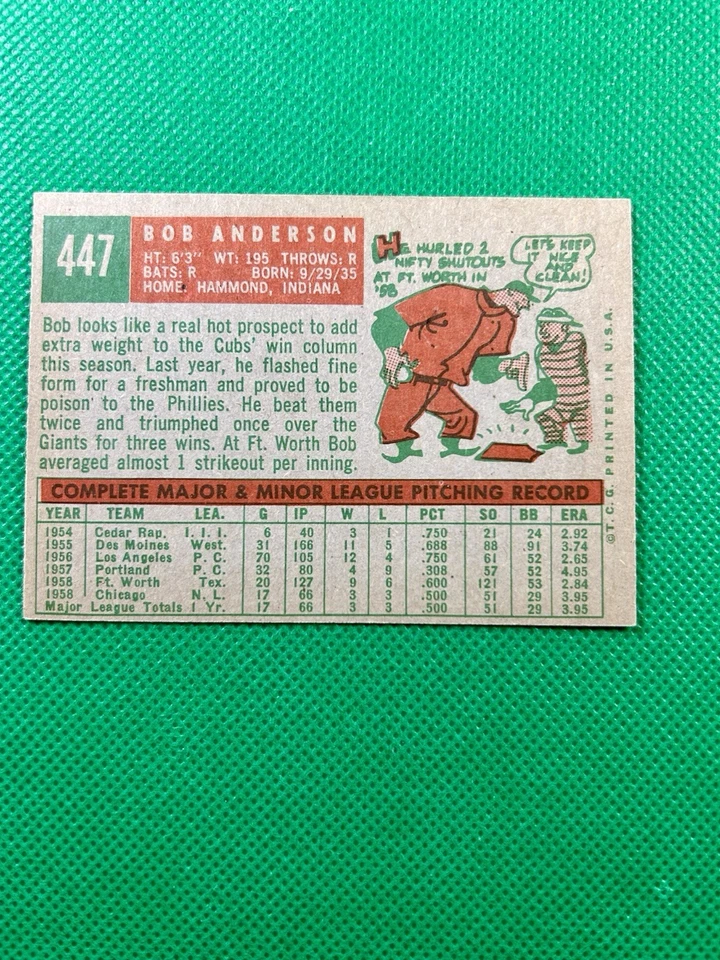 447
BOB ANDERSON
HT: 6'3" WT: 195 THROWS: R
BATS: R BORN: 9/29/35
HOME: HAMMOND, INDIANA
Bob looks like a real hot prospect to add
extra weight to the Cubs' win column
this season. Last year, he flashed fine
form for a freshman and proved to be
poison to the Phillies. He beat them
twice and triumphed once over the
Giants for three wins. At Ft. Worth Bob
averaged almost 1 strikeout per inning.
HE HURLED 2
NIFTY SHUTOUTS
AT FT. WORTH IN
'58
LET'S KEEP
IT NICE
AND
CLEAN!
COMPLETE MAJOR & MINOR LEAGUE PITCHING RECORD
YEAR TEAM LEA. G IP W L PCT SO BB ERA
1954 Cedar Rap. I. I. I. 6 40 3 1 .750 21 24 2.92
1955 Des Moines West. 31 166 11 5 .688 88 .91 3.74
1956 Los Angeles P. C. 70 105 12 4 .750 61 52 2.65
1957 Portland P. C. 32 80 4 9 .308 57 52 4.95
1958 Ft. Worth Tex. 20 127 9 6 .600 121 53 2.84
1958 Chicago N. L. 17 66 3 3 .500 51 29 3.95
Major League Totals 1 Yr. 17 66 3 3 .500 51 29 3.95
©T.C.G. PRINTED IN U.S.A.